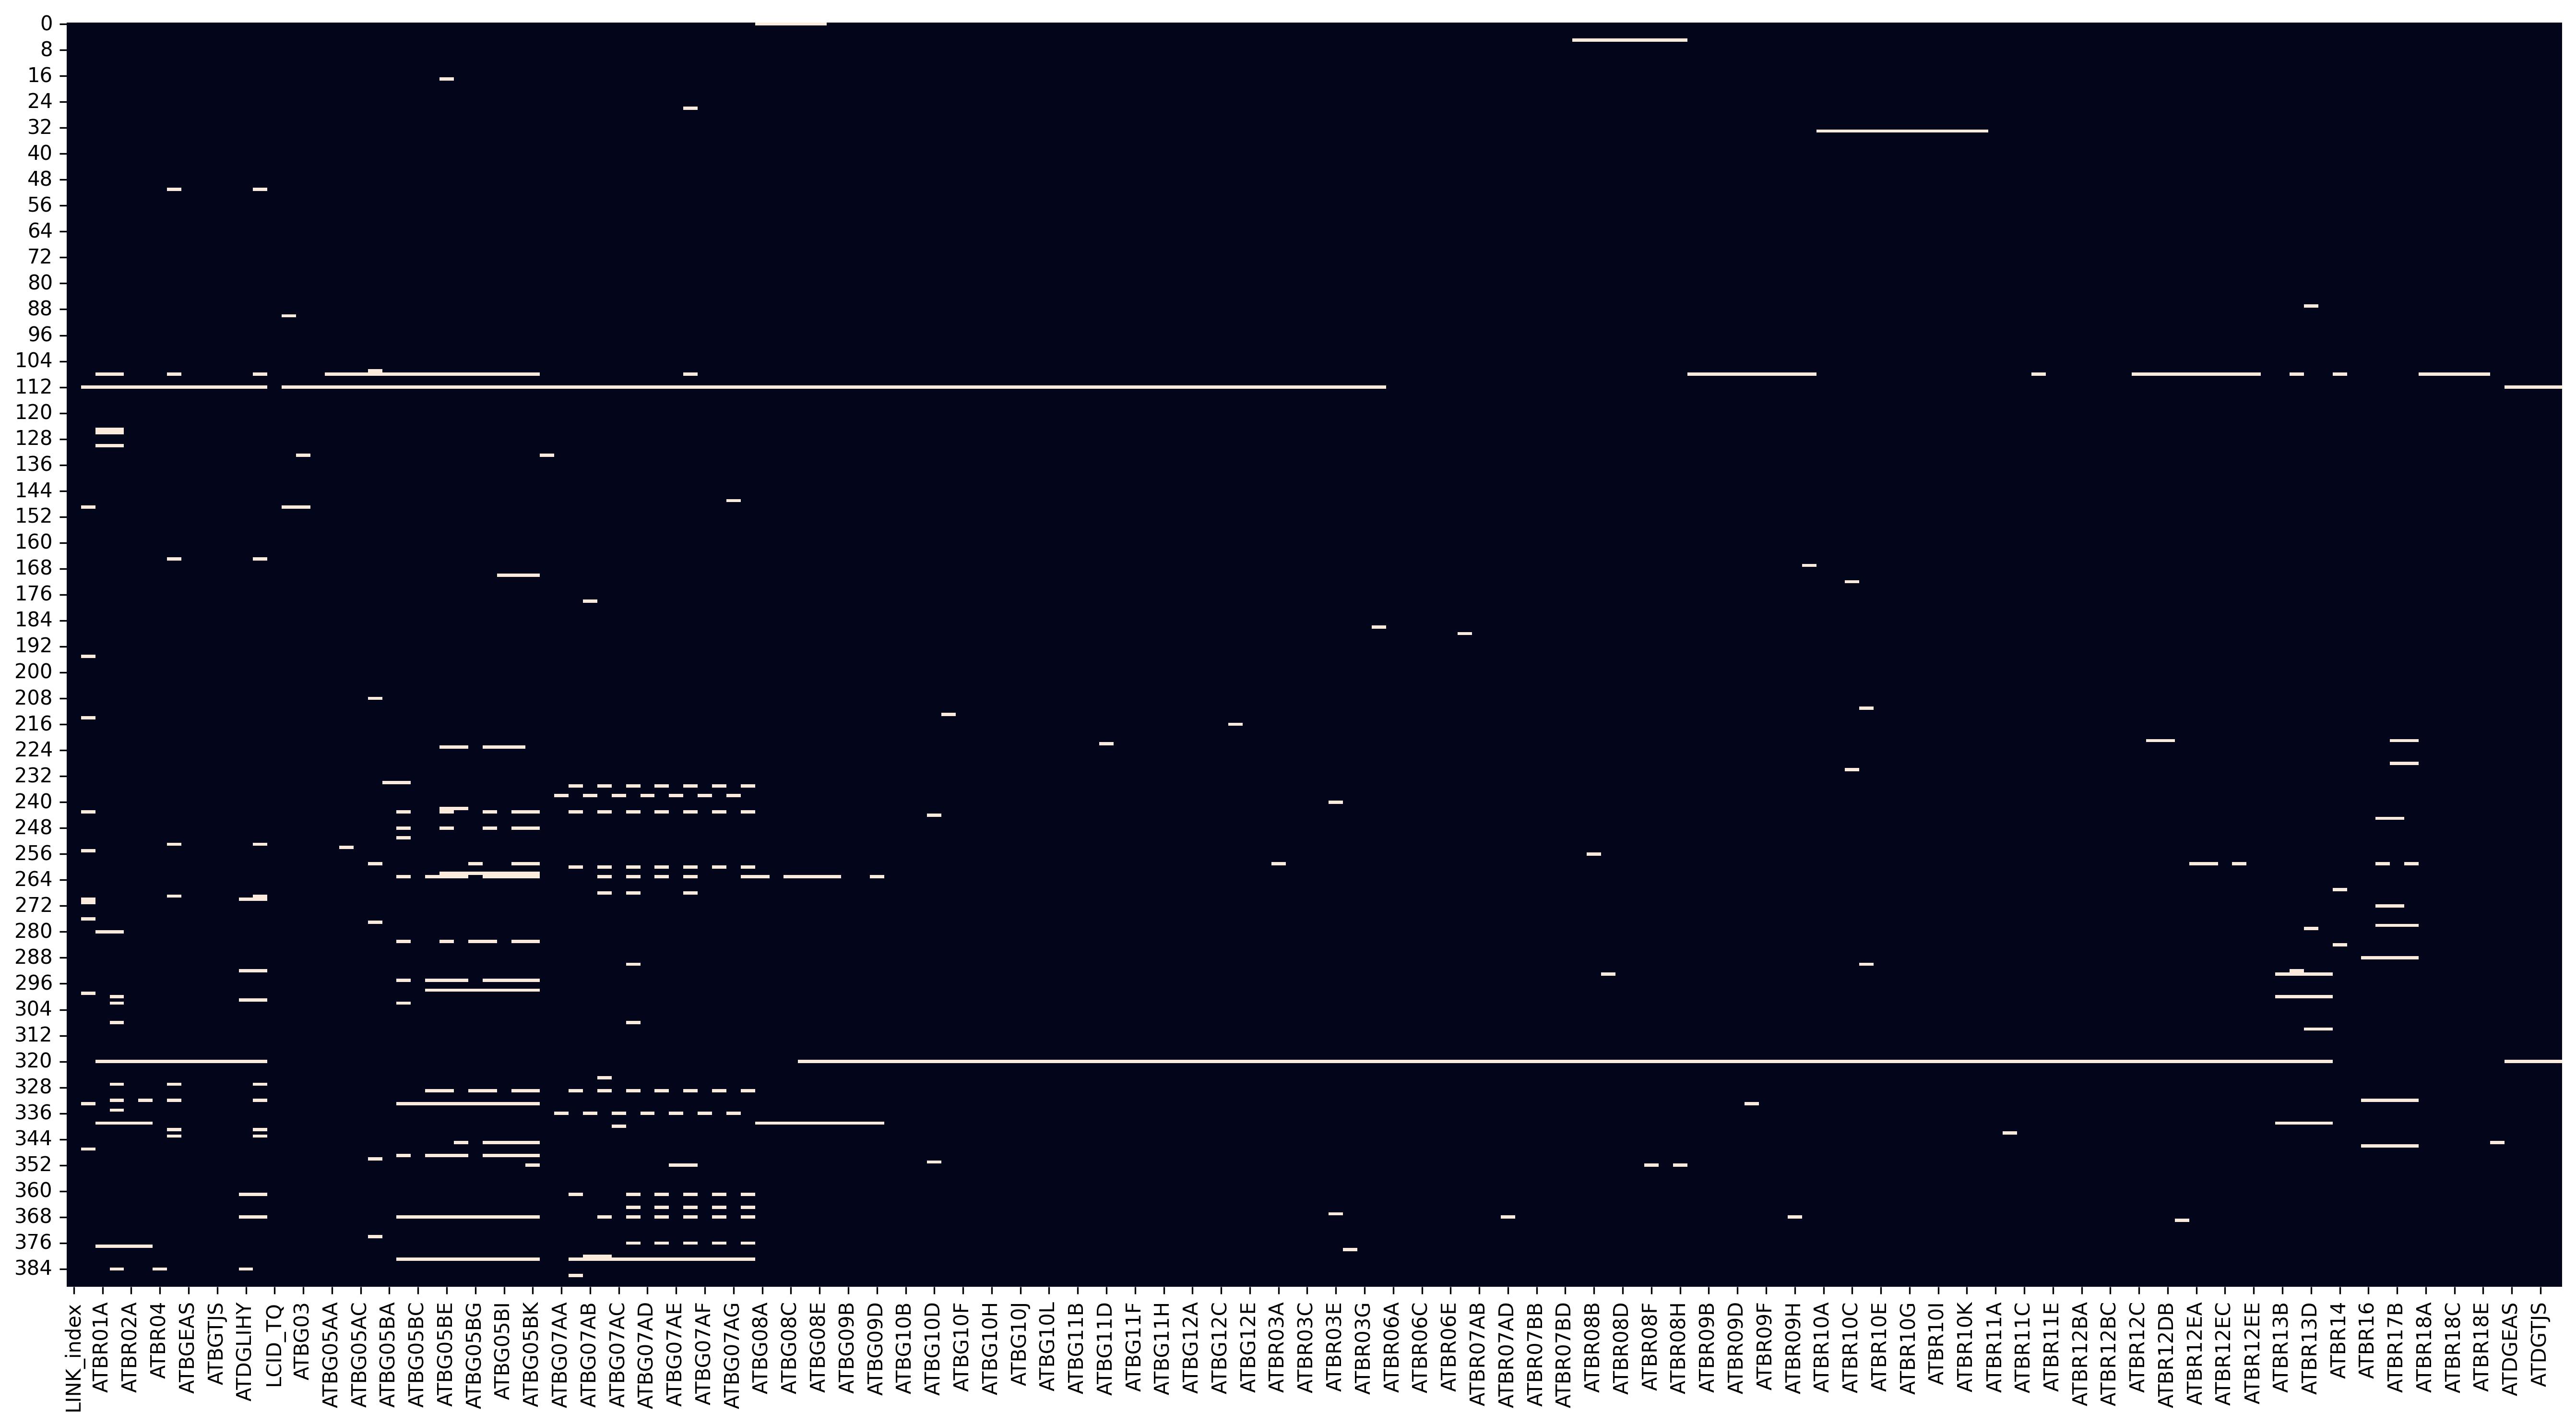 0
8
16
24
32
40
48
56
64
72
80
88
96
104
112
120
128
136
144
152
160
168
176
184
192
200
208
216
224
232
240
248
256
264
272
280
288
296
304
312
320
328
336
344
352
360
368
376
384
LINK_index
ATBR01A
ATBR02A
ATBR04
ATBGEAS
ATBGTJS
ATDGLIHY
LCID_TQ
ATBG03
ATBG05AA
ATBG05AC
ATBG05BA
ATBG05BC
ATBG05BE
ATBG05BG
ATBG05BI
ATBG05BK
ATBG07AA
ATBG07AB
ATBG07AC
ATBG07AD
ATBG07AE
ATBG07AF
ATBG07AG
ATBG08A
ATBG08C
ATBG08E
ATBG09B
ATBG09D
ATBG10B
ATBG10D
ATBG10F
ATBG10H
ATBG10J
ATBG10L
ATBG11B
ATBG11D
ATBG11F
ATBG11H
ATBG12A
ATBG12C
ATBG12E
ATBR03A
ATBR03C
ATBR03E
ATBR03G
ATBR06A
ATBR06C
ATBR06E
ATBR07AB
ATBR07AD
ATBR07BB
ATBR07BD
ATBR08B
ATBR08D
ATBR08F
ATBR08H
ATBR09B
ATBR09D
ATBR09F
ATBR09H
ATBR10A
ATBR10C
ATBR10E
ATBR10G
ATBR10I
ATBR10K
ATBR11A
ATBR11C
ATBR11E
ATBR12BA
ATBR12BC
ATBR12C
ATBR12DB
ATBR12EA
ATBR12EC
ATBR12EE
ATBR13B
ATBR13D
ATBR14
ATBR16
ATBR17B
ATBR18A
ATBR18C
ATBR18E
ATDGEAS
ATDGTJS